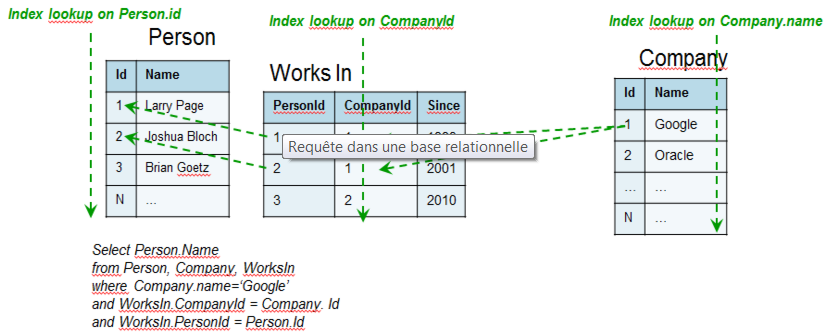 Index lookup on Person.id
Index lookup on CompanyId
Index lookup on Company.name
Person
Id Name
1 Larry Page
2 Joshua Bloch
3 Brian Goetz
N ...
Works In
PersonId CompanyId Since
1
2 1 2001
3 2 2010
Requête dans une base relationnelle
Company
Id Name
1 Google
2 Oracle
... ...
N ...
Select Person.Name
from Person, Company, WorksIn
where Company.name=‘Google’
and WorksIn.CompanyId = Company. Id
and WorksIn.PersonId = Person.Id